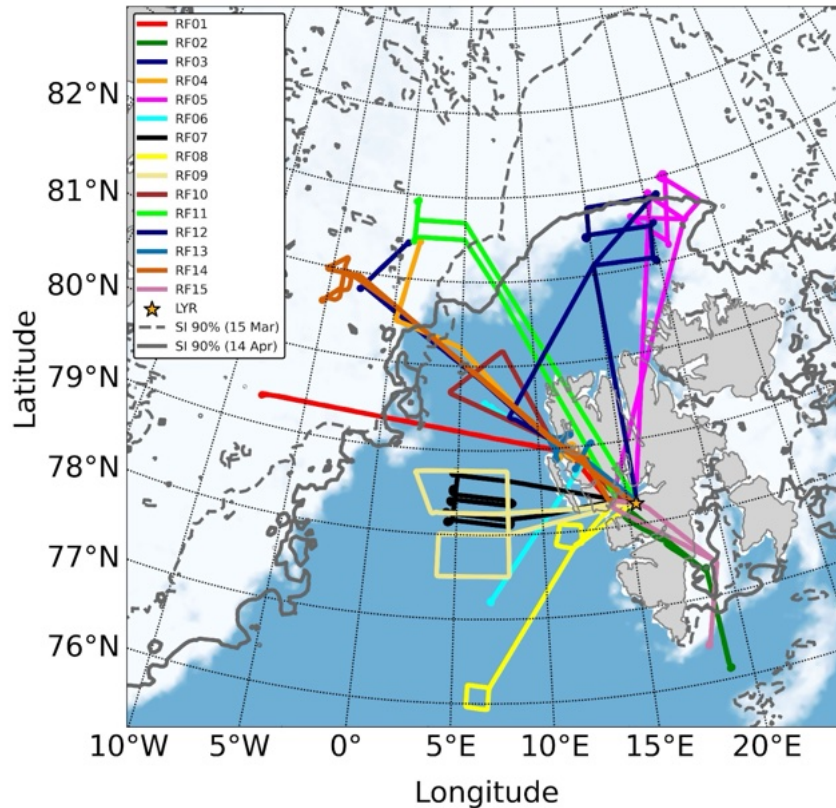 RF01
RF02
RF03
RF04
RF05
RF06
RF07
RF08
RF09
RF10
RF11
RF12
RF13
RF14
RF15
LYR
SI 90% (15 Mar)
SI 90% (14 Apr)
82°N
81°N
80°N
79°N
78°N
77°N
76°N
Latitude
10°W
5°W
0°
5°E
10°E
15°E
20°E
Longitude